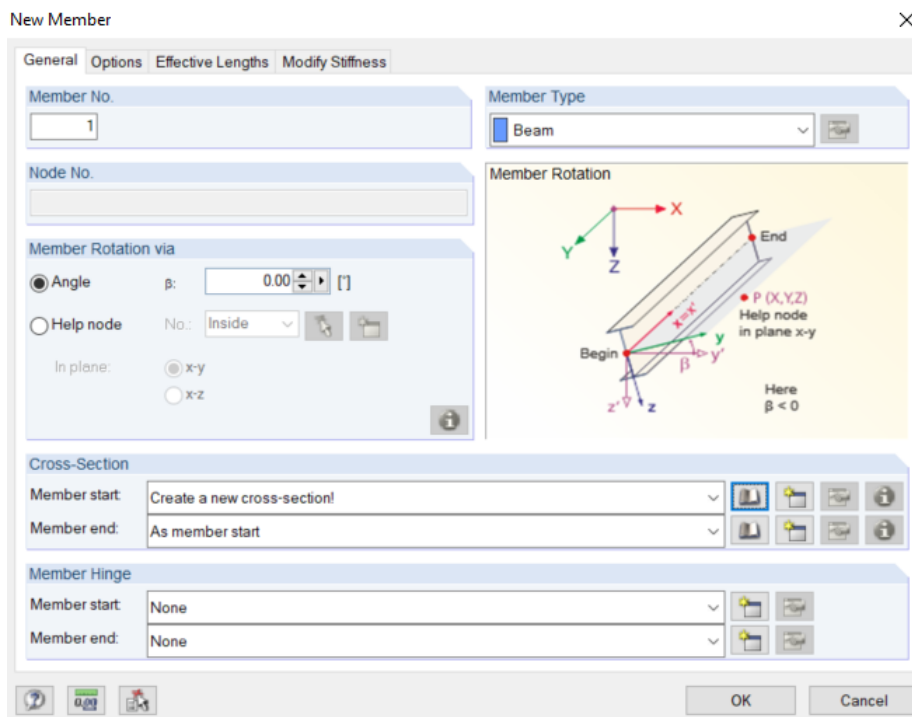 New Member
General Options Effective Lengths Modify Stiffness
Member No.
1
Member Type
Beam
Node No.
Member Rotation via
Angle β: 0.00 [°]
Help node No.: Inside
In plane: x-y
x-z
Member Rotation
X
Y
Z
End
P (X,Y,Z)
Help node
in plane x-y
x=x'
y
Begin
y'
β
z'
z
Here
β < 0
Cross-Section
Member start: Create a new cross-section!
Member end: As member start
Member Hinge
Member start: None
Member end: None
0,00
OK Cancel